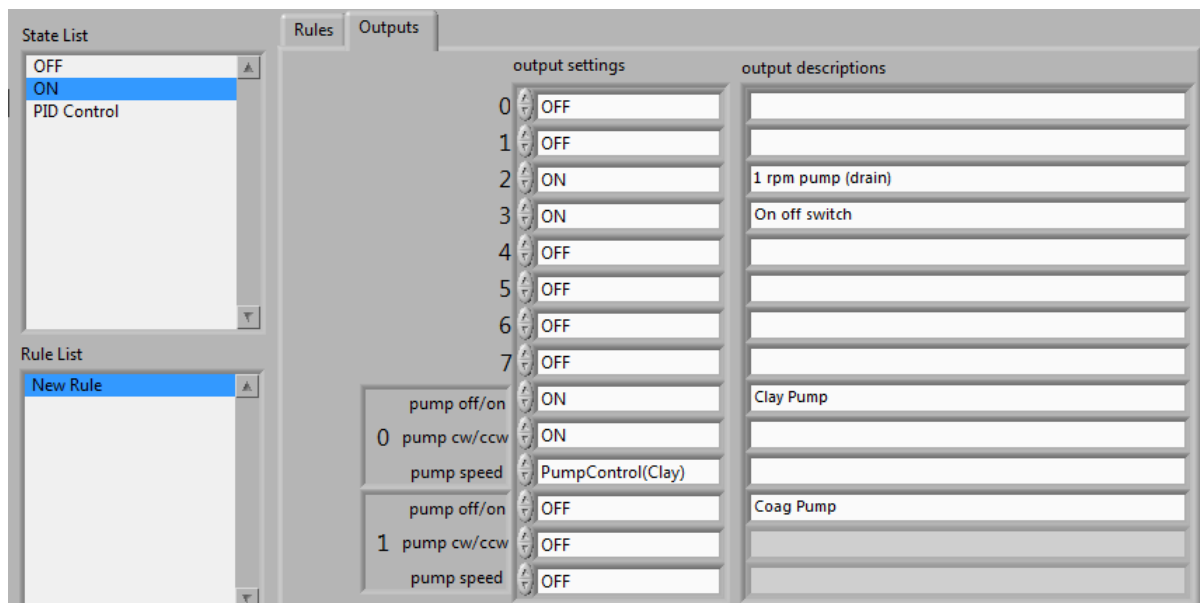 State List
OFF
ON
PID Control
Rule List
New Rule
Rules Outputs
output settings output descriptions
0 OFF
1 OFF
2 ON 1 rpm pump (drain)
3 ON On off switch
4 OFF
5 OFF
6 OFF
7 OFF
pump off/on ON Clay Pump
0 pump cw/ccw ON
pump speed PumpControl(Clay)
pump off/on OFF Coag Pump
1 pump cw/ccw OFF
pump speed OFF